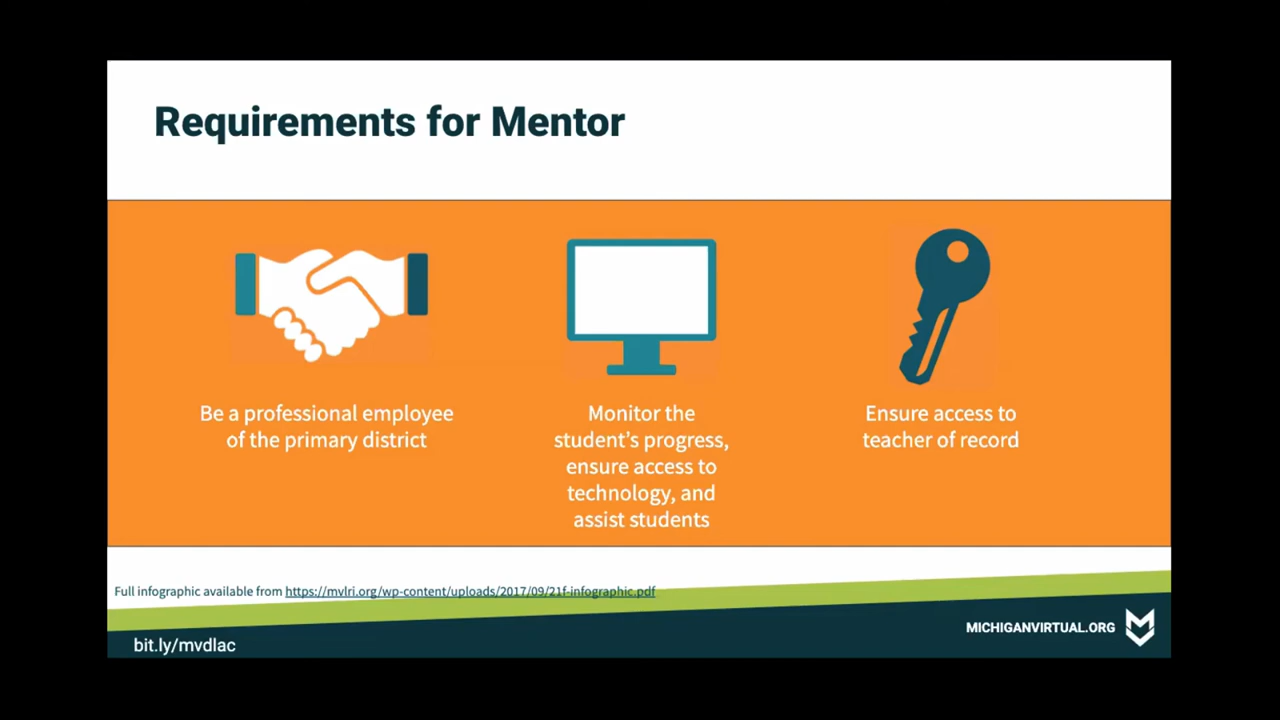 Requirements for Mentor
Be a professional employee
of the primary district
Monitor the
student's progress,
ensure access to
technology, and
assist students
Ensure access to
teacher of record
Full infographic available from https://mvlri.org/wp-content/uploads/2017/09/21f-infographic.pdf
bit.ly/mvdlac
MICHIGANVIRTUAL.ORG